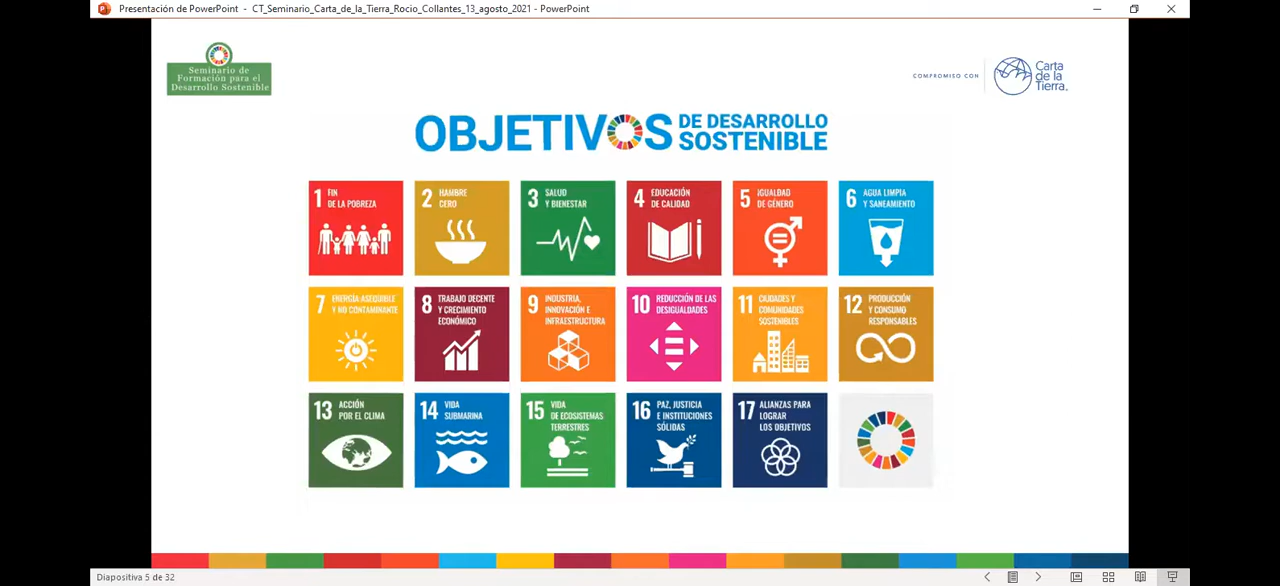 Presentación de PowerPoint - CT_Seminario_Carta_de_la_Tierra_Rocio_Collantes_13_agosto_2021 - PowerPoint
Seminario de
Formación para el
Desarrollo Sostenible
COMPROMISO CON
Carta
de la
Tierra.
OBJETIVOS DE DESARROLLO
SOSTENIBLE
1 FIN
DE LA POBREZA
2 HAMBRE
CERO
3 SALUD
Y BIENESTAR
4 EDUCACIÓN
DE CALIDAD
5 IGUALDAD
DE GÉNERO
6 AGUA LIMPIA
Y SANEAMIENTO
7 ENERGÍA ASEQUIBLE
Y NO CONTAMINANTE
8 TRABAJO DECENTE
Y CRECIMIENTO
ECONÓMICO
9 INDUSTRIA,
INNOVACIÓN E
INFRAESTRUCTURA
10 REDUCCIÓN DE LAS
DESIGUALDADES
11 CIUDADES Y
COMUNIDADES
SOSTENIBLES
12 PRODUCCIÓN
Y CONSUMO
RESPONSABLES
13 ACCIÓN
POR EL CLIMA
14 VIDA
SUBMARINA
15 VIDA
DE ECOSISTEMAS
TERRESTRES
16 PAZ, JUSTICIA
E INSTITUCIONES
SÓLIDAS
17 ALIANZAS PARA
LOGRAR
LOS OBJETIVOS
Diapositiva 5 de 32